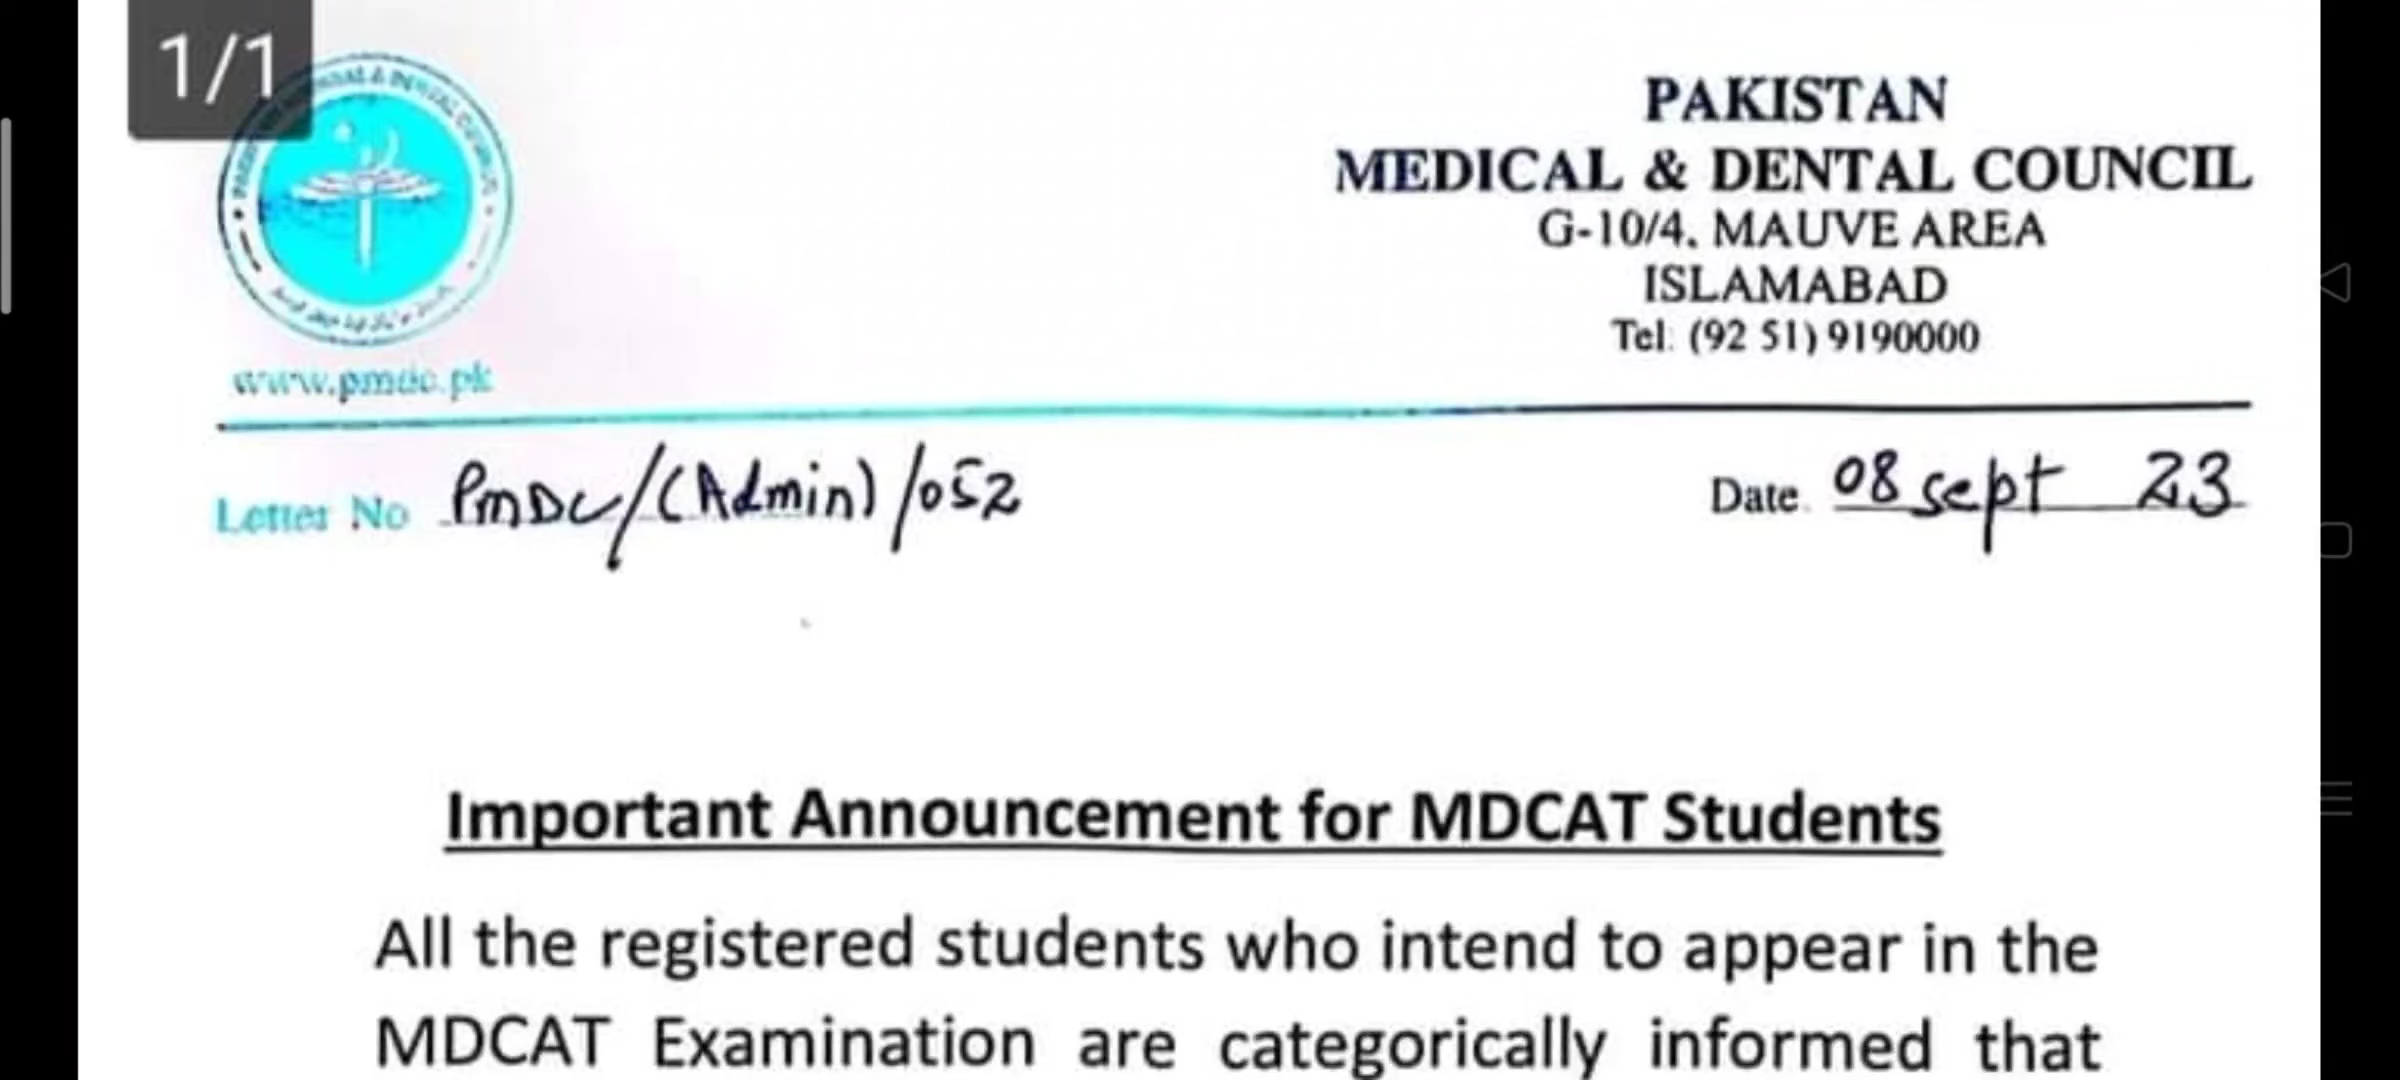 1/1
PAKISTAN
MEDICAL & DENTAL COUNCIL
G-10/4, MAUVE AREA
ISLAMABAD
Tel: (92 51) 9190000
www.pmdc.pk
Letter No PMDC/(Admin)/052
Date. 08 sept 23
Important Announcement for MDCAT Students
All the registered students who intend to appear in the
MDCAT Examination are categorically informed that